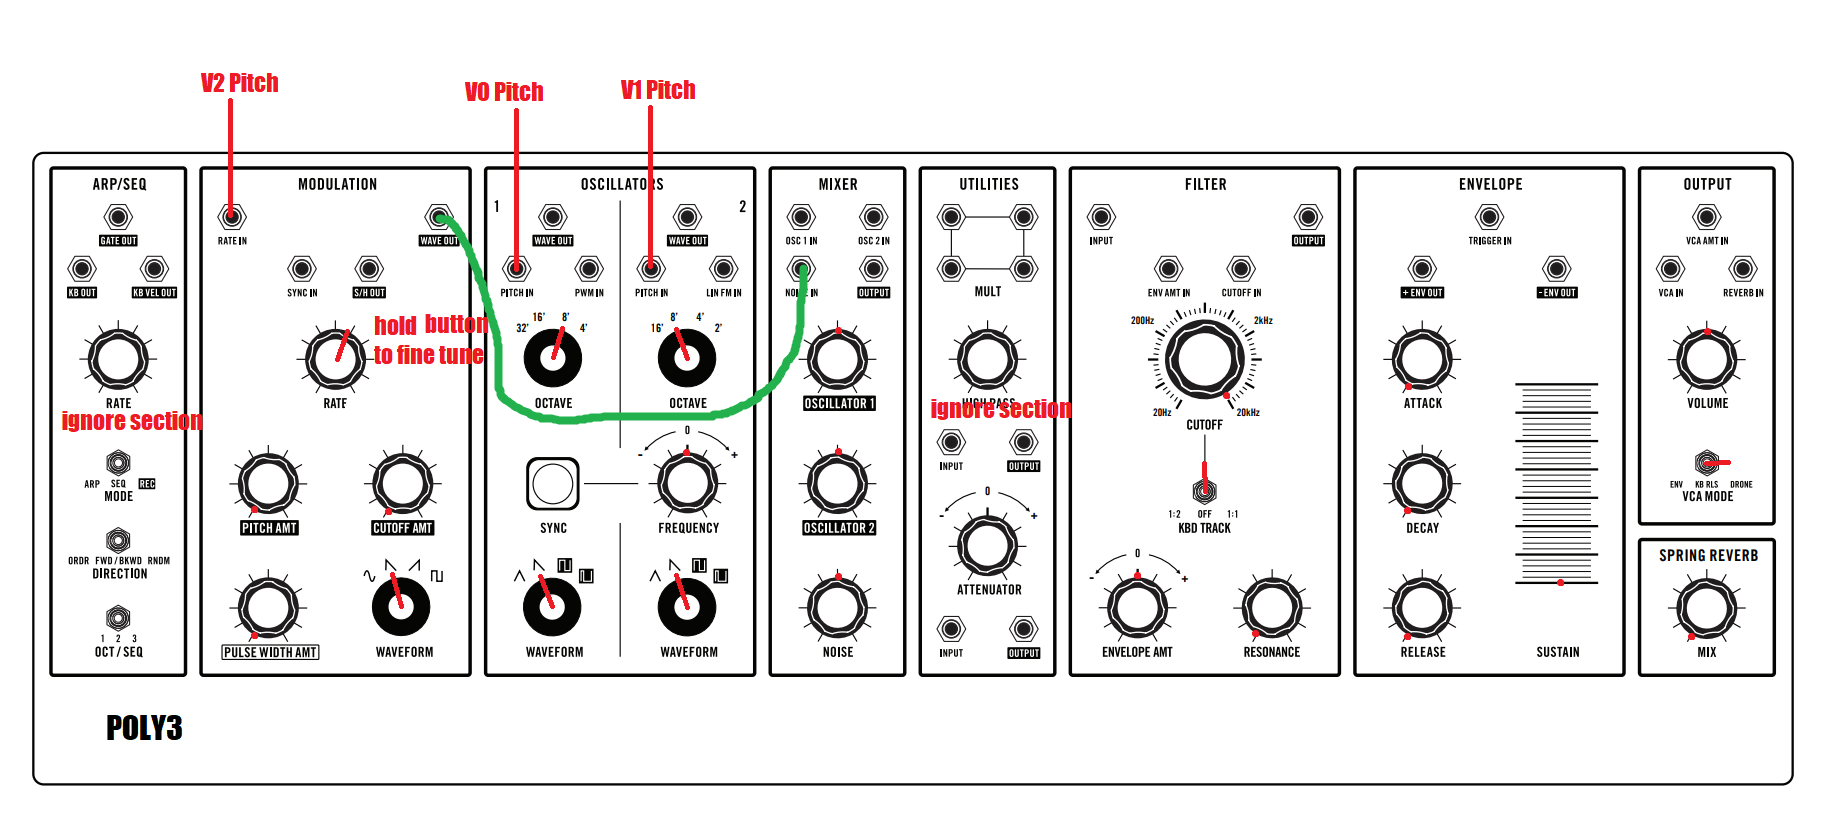 V2 Pitch
V0 Pitch
V1 Pitch
ARP/SEQ
GATE OUT
KB OUT
KB VEL OUT
RATE
ignore section
ARP SEQ REC
MODE
ORDR FWD/BKWD RNDM
DIRECTION
1 2 3
OCT / SEQ
MODULATION
RATE IN
WAVE OUT
SYNC IN
S/H OUT
hold button
to fine tune
RATE
PITCH AMT
CUTOFF AMT
PULSE WIDTH AMT
WAVEFORM
OSCILLATORS
1
2
WAVE OUT
WAVE OUT
PITCH IN
PWM IN
PITCH IN
LIN FM IN
32' 16' 8' 4'
16' 8' 4' 2'
OCTAVE
OCTAVE
- 0 +
SYNC
FREQUENCY
WAVEFORM
WAVEFORM
MIXER
OSC 1 IN
OSC 2 IN
NOISE IN
OUTPUT
OSCILLATOR 1
OSCILLATOR 2
NOISE
UTILITIES
MULT
HIGH PASS
ignore section
INPUT
OUTPUT
- 0 +
ATTENUATOR
INPUT
OUTPUT
FILTER
INPUT
OUTPUT
ENV AMT IN
CUTOFF IN
200Hz
2kHz
20Hz
20kHz
CUTOFF
1:2 OFF 1:1
KBD TRACK
- 0 +
ENVELOPE AMT
RESONANCE
ENVELOPE
TRIGGER IN
+ ENV OUT
- ENV OUT
ATTACK
DECAY
RELEASE
SUSTAIN
OUTPUT
VCA AMT IN
VCA IN
REVERB IN
VOLUME
ENV KB RLS DRONE
VCA MODE
SPRING REVERB
MIX
POLY3